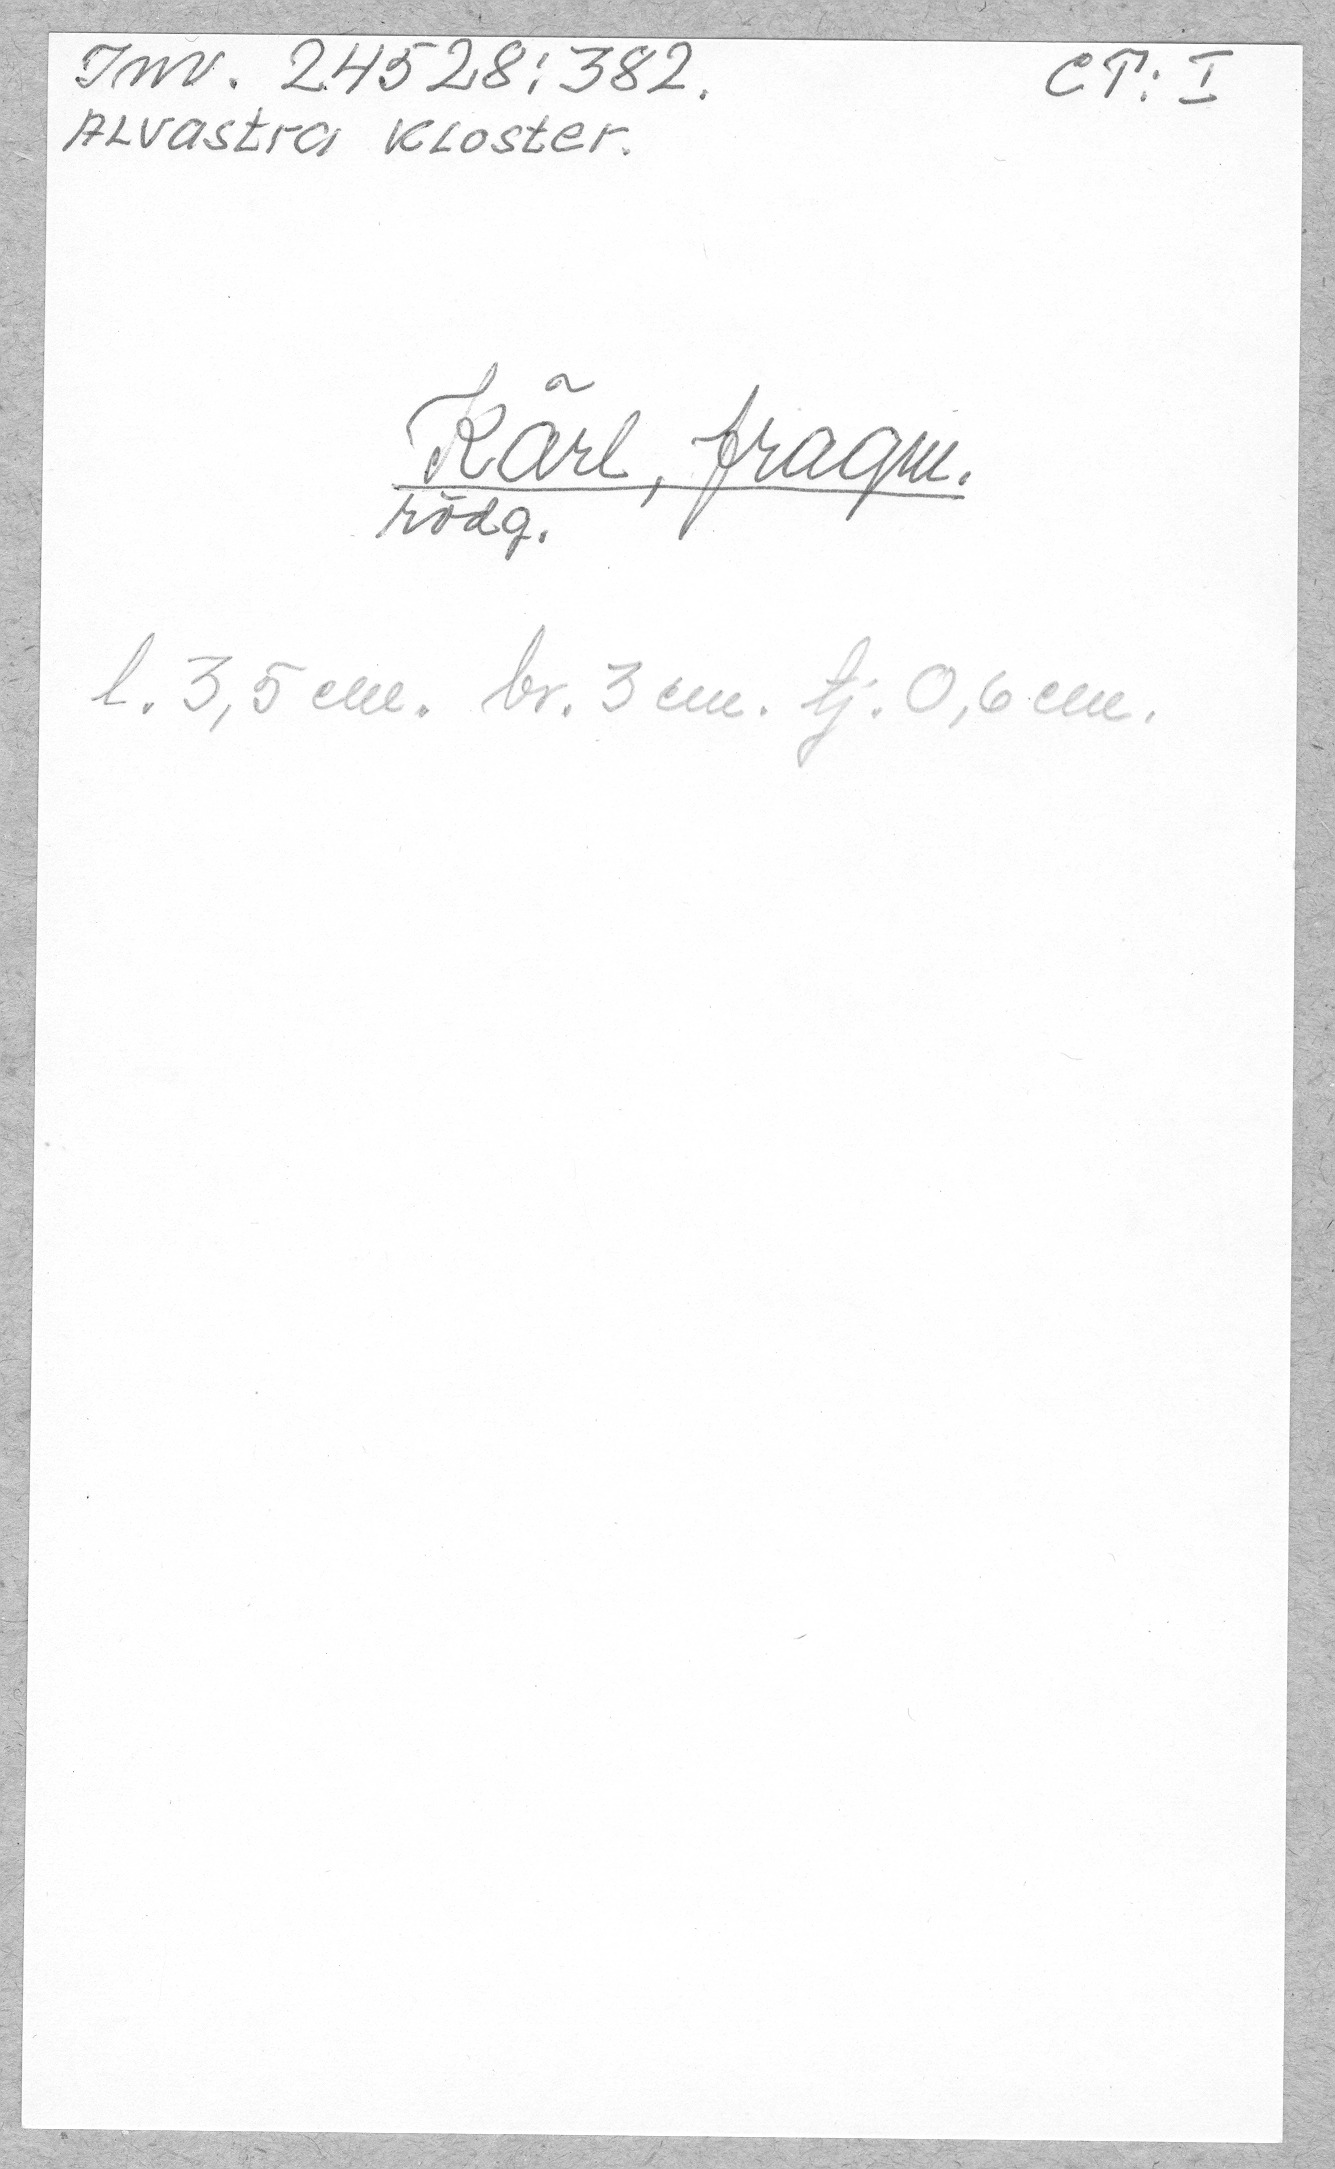 Inv. 24528:382. CT: I
Alvastra Kloster.
Kärl, fragm.
rödg.
l. 3,5 cm. br. 3 cm. tj. 0,6 cm.